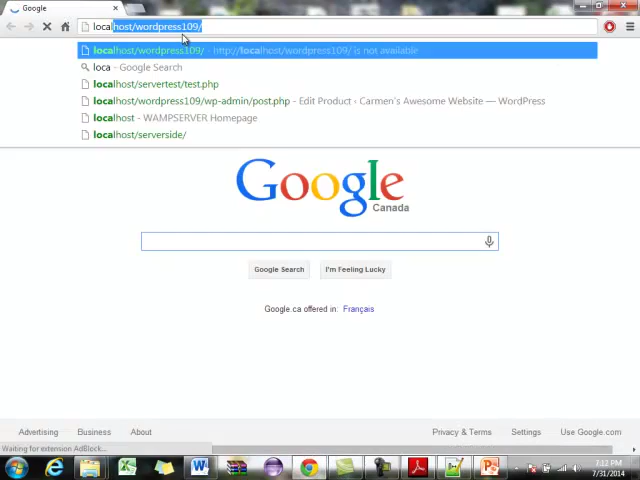 Google
localhost/wordpress109/
localhost/wordpress109/ - http://localhost/wordpress109/ is not available
loca - Google Search
localhost/servertest/test.php
localhost/wordpress109/wp-admin/post.php - Edit Product ‹ Carmen's Awesome Website — WordPress
localhost - WAMPSERVER Homepage
localhost/serverside/
Google
Canada
Google Search
I'm Feeling Lucky
Google.ca offered in: Français
Advertising Business About Privacy & Terms Settings Use Google.com
Waiting for extension AdBlock...
7:12 PM
7/31/2014